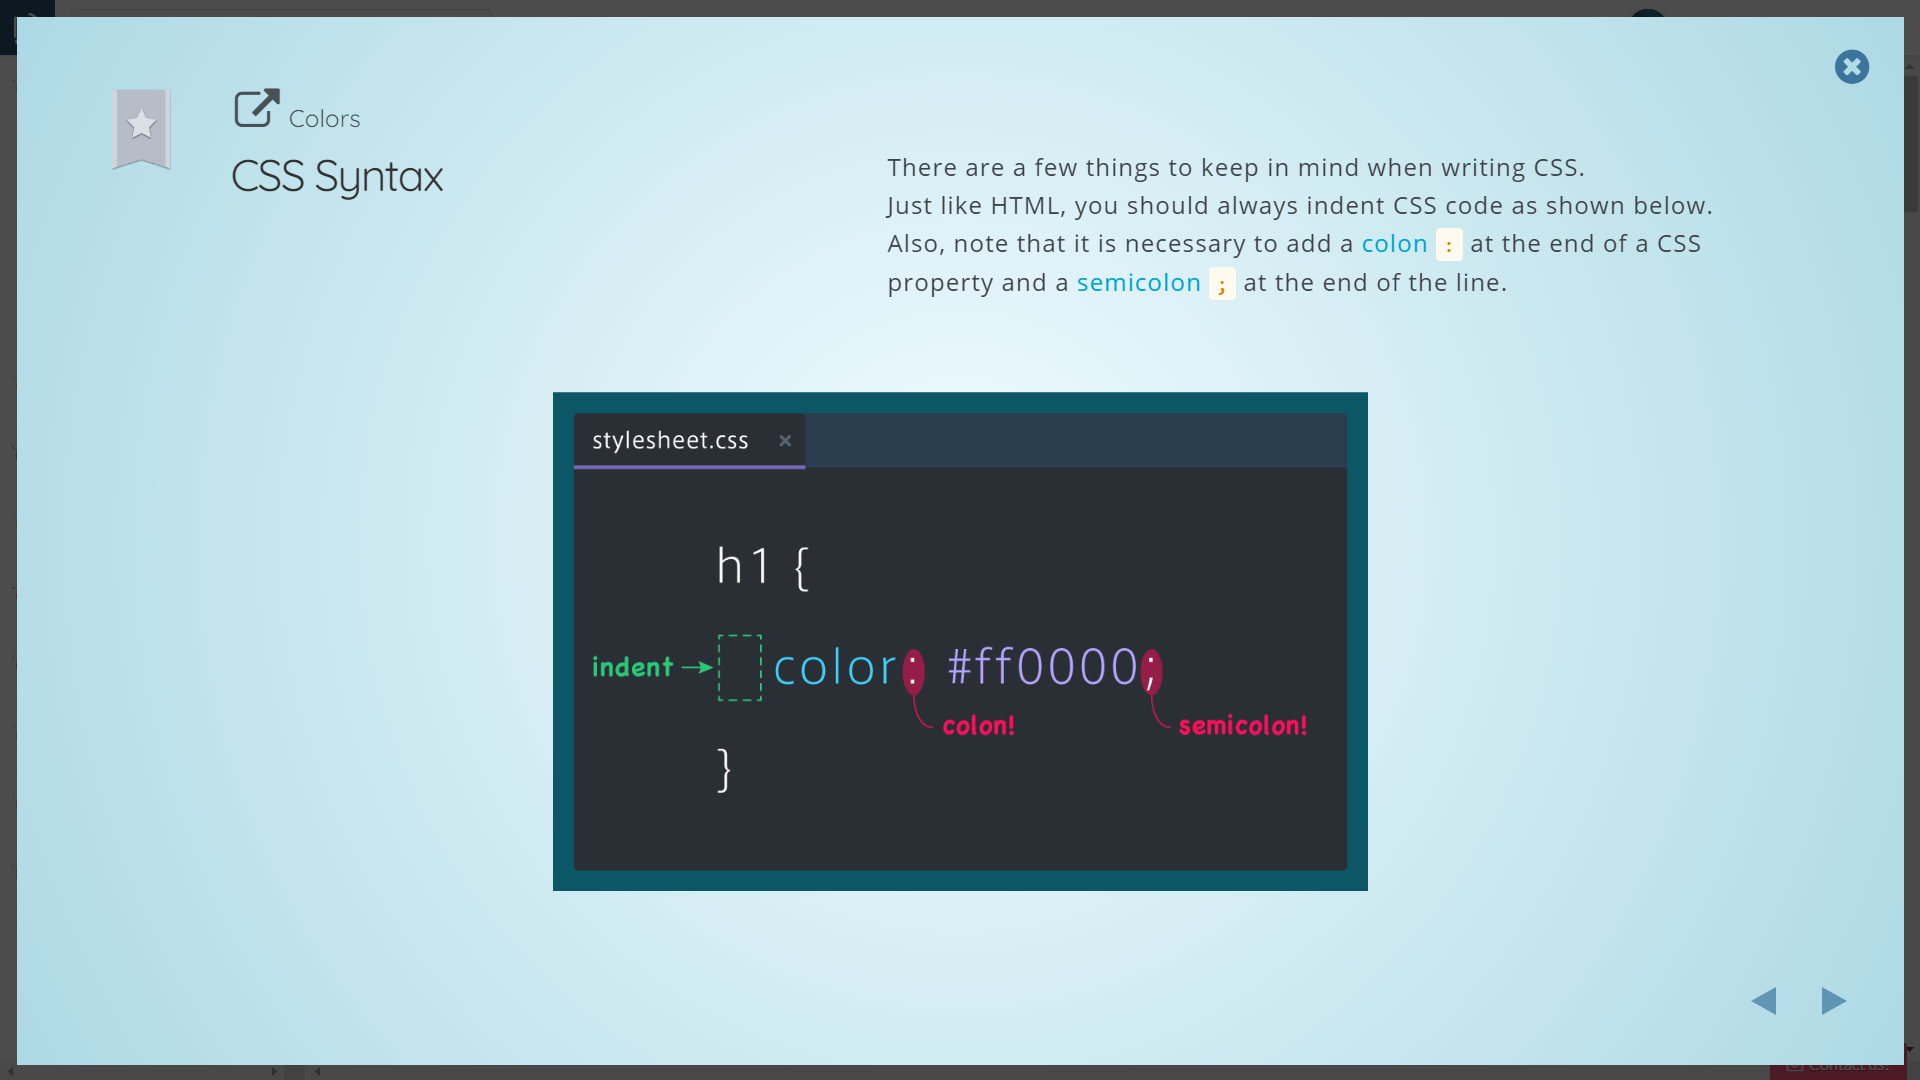 Colors
CSS Syntax
There are a few things to keep in mind when writing CSS.
Just like HTML, you should always indent CSS code as shown below.
Also, note that it is necessary to add a colon : at the end of a CSS
property and a semicolon ; at the end of the line.
stylesheet.css ×
h1 {
indent → color: #ff0000;
colon! semicolon!
}
Contact us!